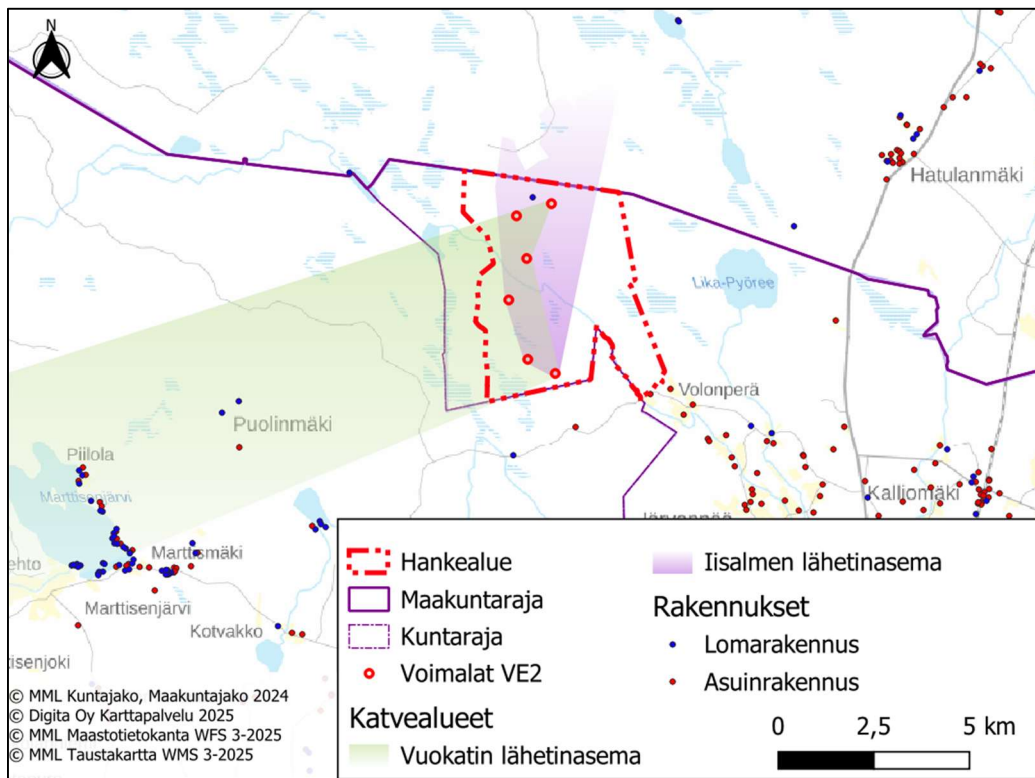 N
Hatulanmäki
Lika-Pyöree
Volonperä
Puolinmäki
Piilola
Marttisenjärvi
Kalliomäki
Marttismäki
Marttisenjärvi
Kotvakko
Hankealue
Maakuntaraja
Kuntaraja
Voimalat VE2
Katvealueet
Vuokatin lähetinasema
Iisalmen lähetinasema
Rakennukset
Lomarakennus
Asuinrakennus
0 2,5 5 km
© MML Kuntajako, Maakuntajako 2024
© Digita Oy Karttapalvelu 2025
© MML Maastotietokanta WFS 3-2025
© MML Taustakartta WMS 3-2025